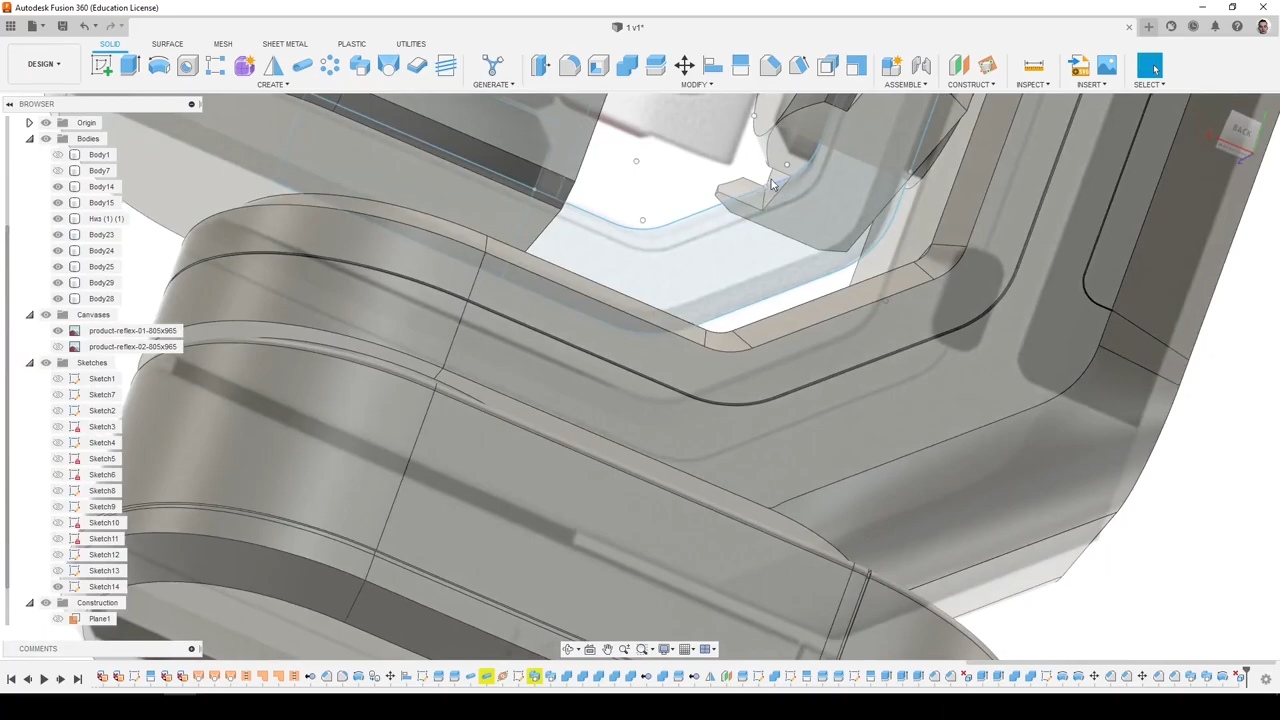 Autodesk Fusion 360 (Education License)
1 v1*
SOLID SURFACE MESH SHEET METAL PLASTIC UTILITIES
DESIGN
CREATE GENERATE MODIFY ASSEMBLE CONSTRUCT INSPECT INSERT SELECT
BROWSER
BACK
Origin
Bodies
Body1
Body7
Body14
Body15
Низ (1) (1)
Body23
Body24
Body25
Body29
Body28
Canvases
product-reflex-01-805x965
product-reflex-02-805x965
Sketches
Sketch1
Sketch7
Sketch2
Sketch3
Sketch4
Sketch5
Sketch6
Sketch8
Sketch9
Sketch10
Sketch11
Sketch12
Sketch13
Sketch14
Construction
Plane1
COMMENTS